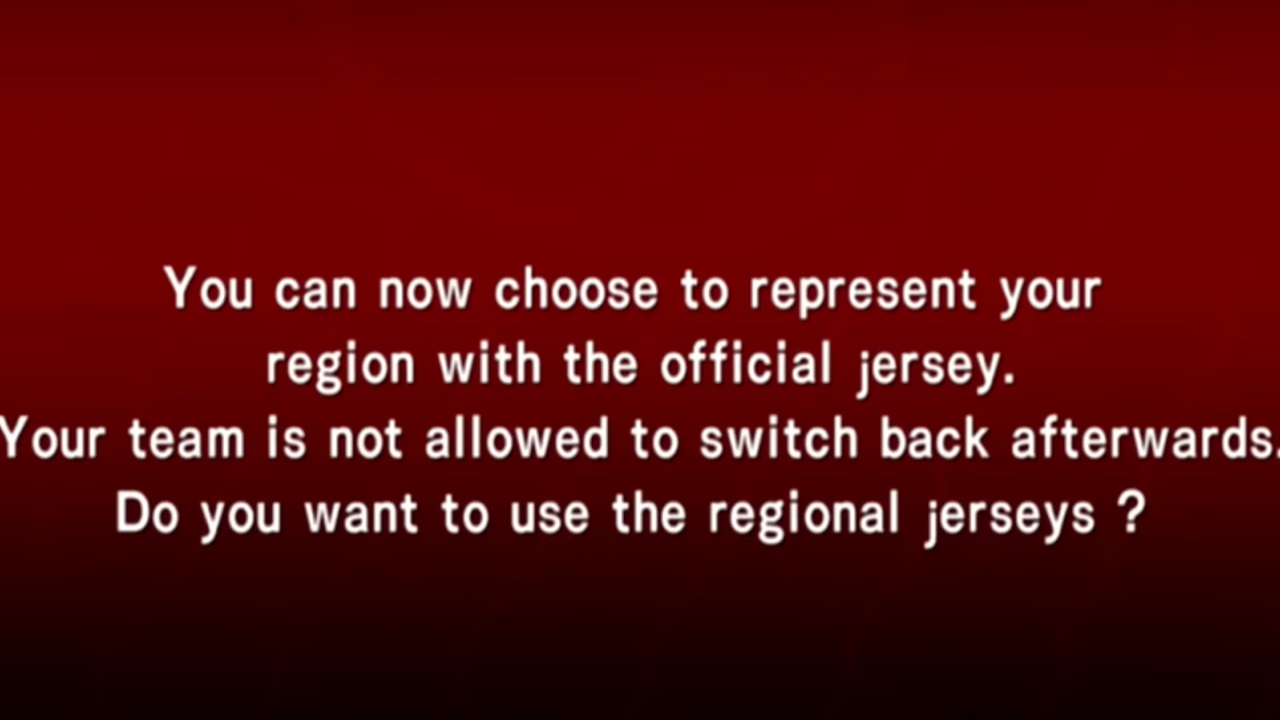 You can now choose to represent your
region with the official jersey.
Your team is not allowed to switch back afterwards.
Do you want to use the regional jerseys ?